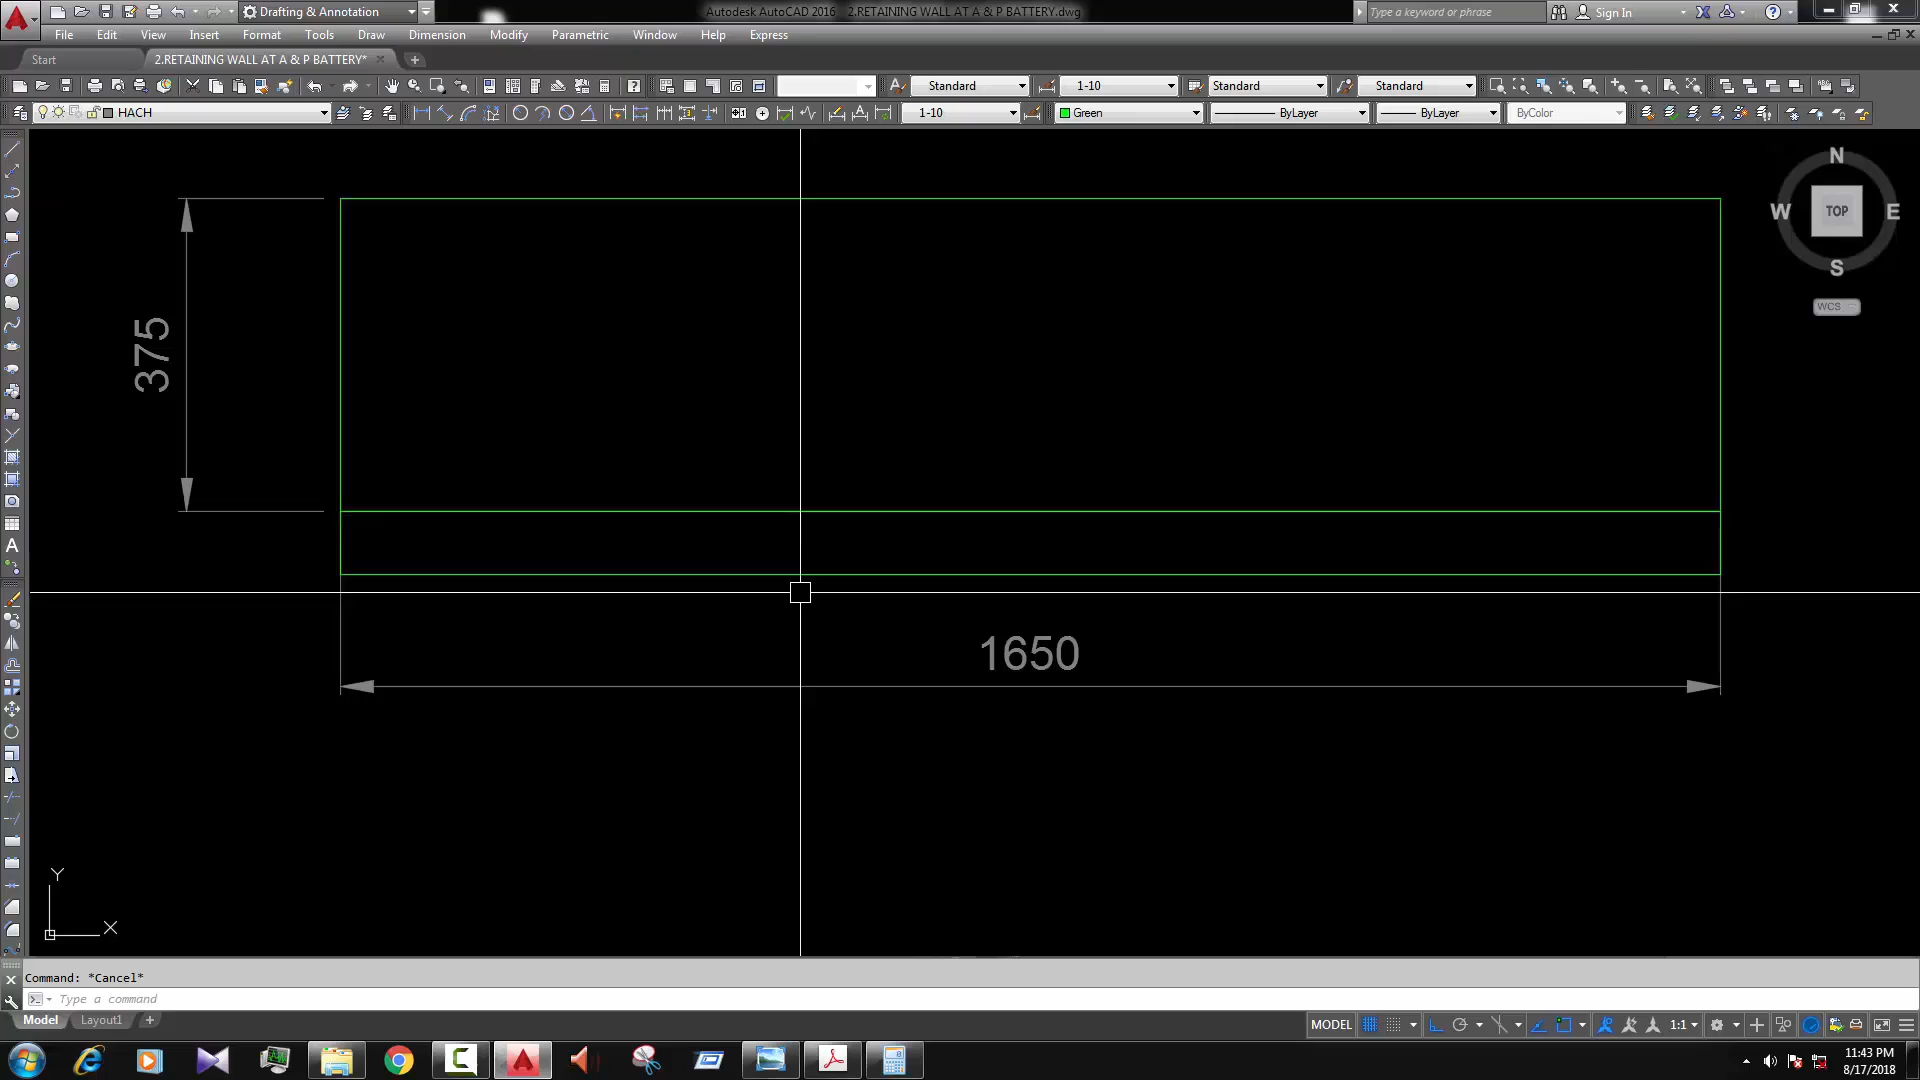 Drafting & Annotation
Autodesk AutoCAD 2016
2.RETAINING WALL AT A & P BATTERY.dwg
Type a keyword or phrase
Sign In
File Edit View Insert Format Tools Draw Dimension Modify Parametric Window Help Express
Start
2.RETAINING WALL AT A & P BATTERY*
Standard
1-10
Standard
Standard
HACH
1-10
Green
ByLayer
ByLayer
ByColor
N
W
TOP
E
S
WCS
375
1650
Y
X
Command: *Cancel*
Type a command
Model
Layout1
MODEL
1:1
11:43 PM
8/17/2018